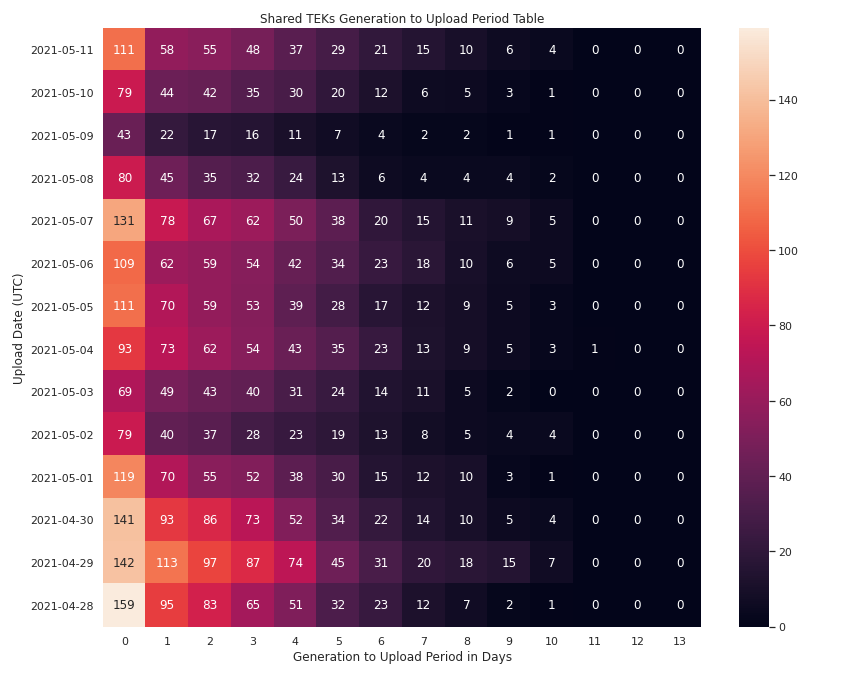 Shared TEKs Generation to Upload Period Table
2021-05-11 111 58 55 48 37 29 21 15 10 6 4 0 0 0
2021-05-10 79 44 42 35 30 20 12 6 5 3 1 0 0 0
2021-05-09 43 22 17 16 11 7 4 2 2 1 1 0 0 0
2021-05-08 80 45 35 32 24 13 6 4 4 4 2 0 0 0
2021-05-07 131 78 67 62 50 38 20 15 11 9 5 0 0 0
2021-05-06 109 62 59 54 42 34 23 18 10 6 5 0 0 0
2021-05-05 111 70 59 53 39 28 17 12 9 5 3 0 0 0
2021-05-04 93 73 62 54 43 35 23 13 9 5 3 1 0 0
2021-05-03 69 49 43 40 31 24 14 11 5 2 0 0 0 0
2021-05-02 79 40 37 28 23 19 13 8 5 4 4 0 0 0
2021-05-01 119 70 55 52 38 30 15 12 10 3 1 0 0 0
2021-04-30 141 93 86 73 52 34 22 14 10 5 4 0 0 0
2021-04-29 142 113 97 87 74 45 31 20 18 15 7 0 0 0
2021-04-28 159 95 83 65 51 32 23 12 7 2 1 0 0 0
0 1 2 3 4 5 6 7 8 9 10 11 12 13
Generation to Upload Period in Days
Upload Date (UTC)
140
120
100
80
60
40
20
0